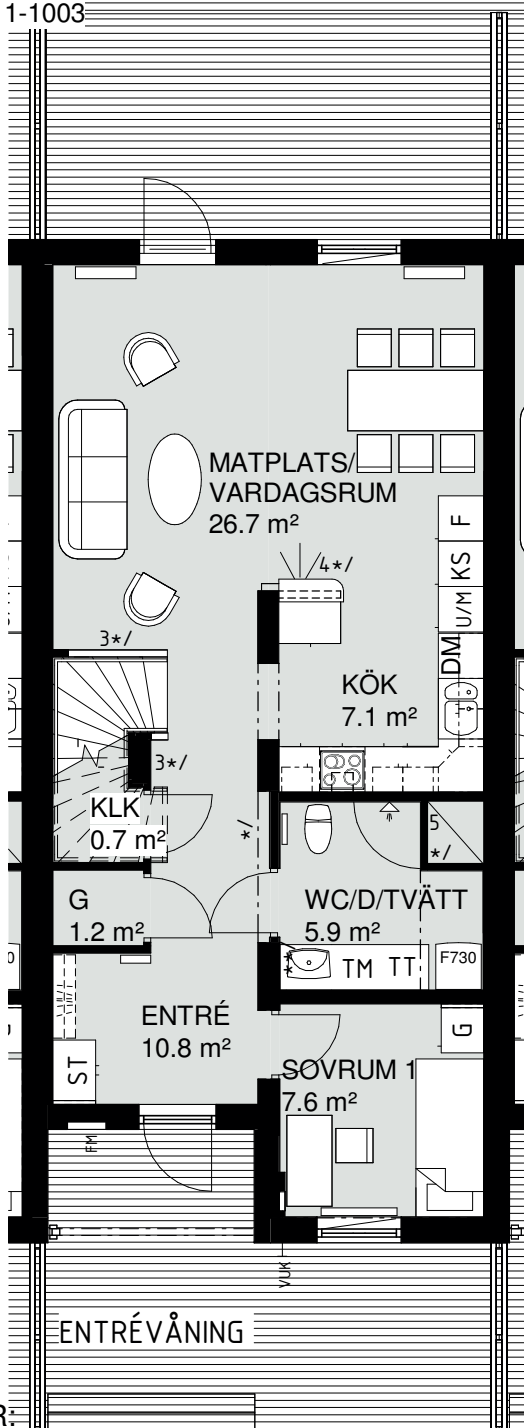 1-1003
MATPLATS/
VARDAGSRUM
26.7 m²
F
KS
4*/
U/M
3*/
DM
KÖK
7.1 m²
3*/
KLK
0.7 m²
*/
5
*/
G
1.2 m²
WC/D/TVÄTT
5.9 m²
**
TM
TT
F730
ENTRÉ
10.8 m²
G
ST
SOVRUM 1
7.6 m²
FM
VUK
ENTRÉVÅNING
R: